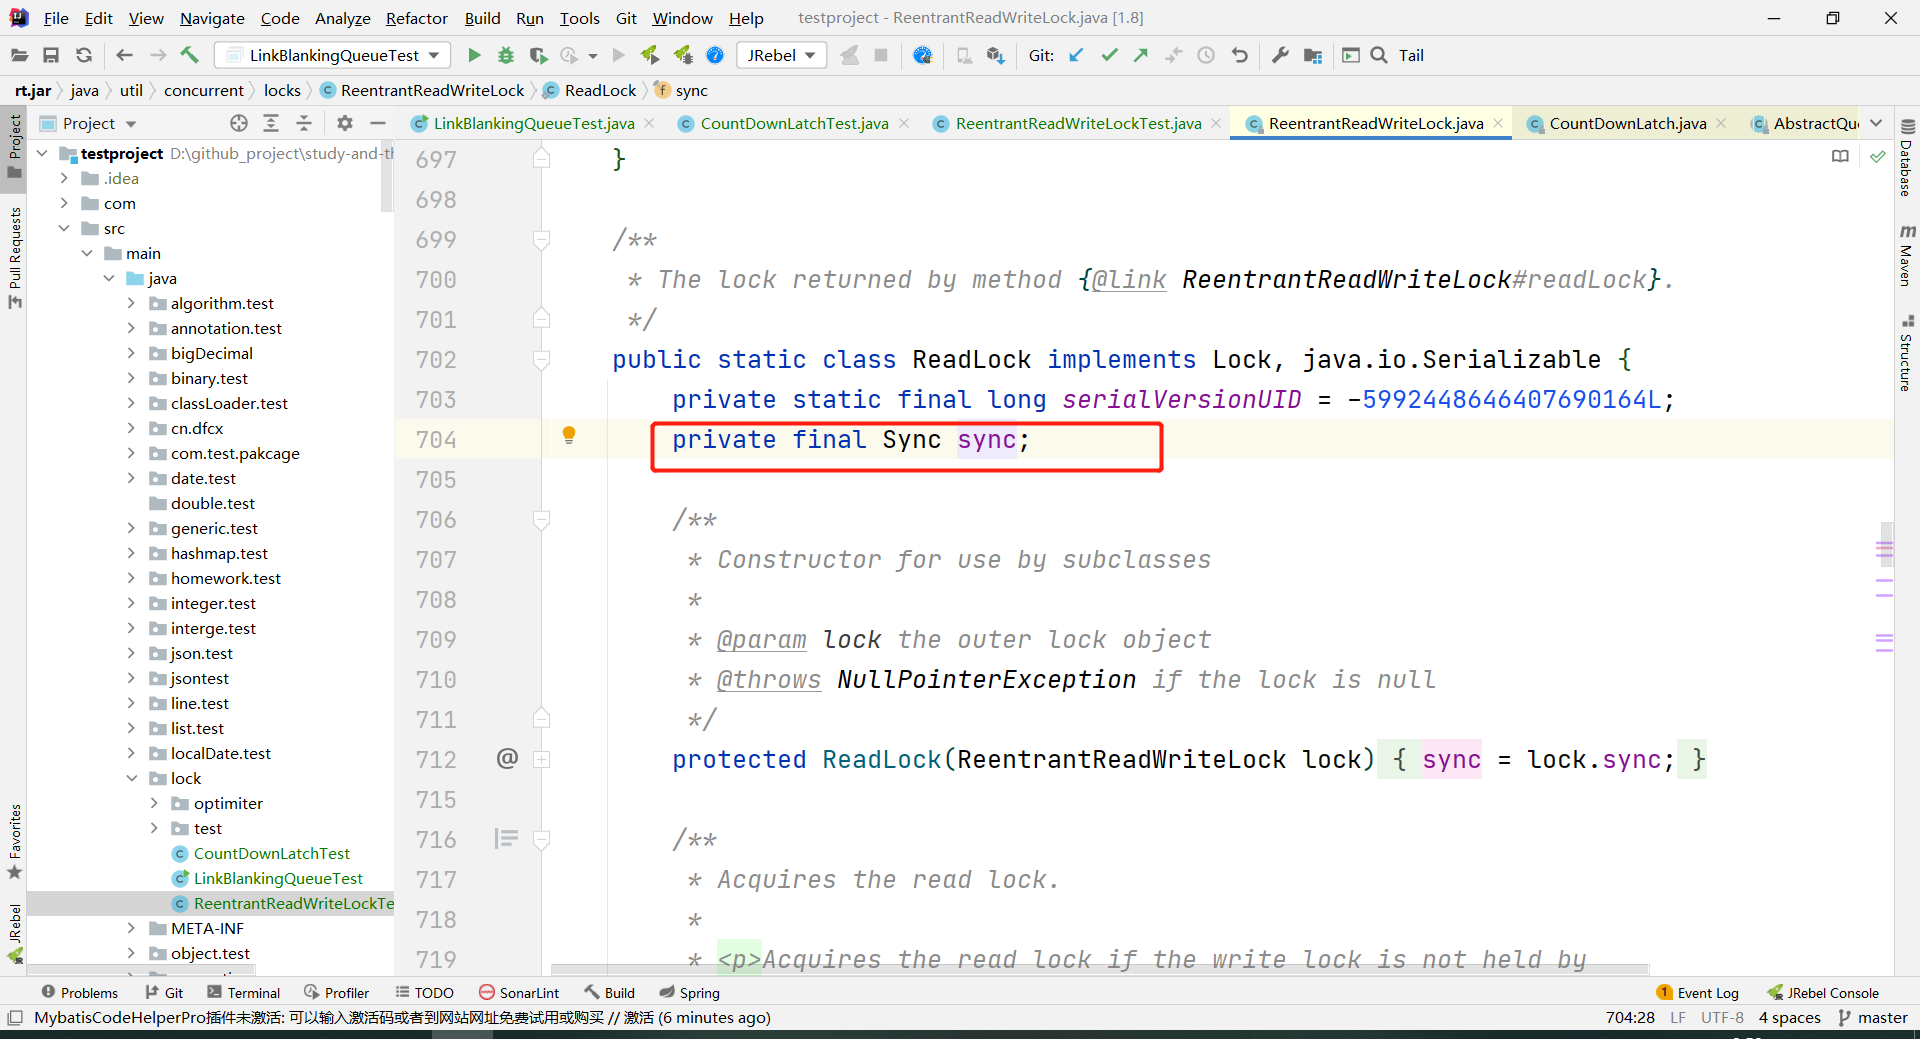 File Edit View Navigate Code Analyze Refactor Build Run Tools Git Window Help testproject - ReentrantReadWriteLock.java [1.8]
LinkBlankingQueueTest JRebel Git: Tail
rt.jar java util concurrent locks ReentrantReadWriteLock ReadLock sync
Project LinkBlankingQueueTest.java CountDownLatchTest.java ReentrantReadWriteLockTest.java ReentrantReadWriteLock.java CountDownLatch.java AbstractQu
Project
Pull Requests
Favorites
JRebel
testproject D:\github_project\study-and-th
.idea
com
src
main
java
algorithm.test
annotation.test
bigDecimal
binary.test
classLoader.test
cn.dfcx
com.test.pakcage
date.test
double.test
generic.test
hashmap.test
homework.test
integer.test
interge.test
json.test
jsontest
line.test
list.test
localDate.test
lock
optimiter
test
CountDownLatchTest
LinkBlankingQueueTest
ReentrantReadWriteLockTe
META-INF
object.test
697 }
698
699 /**
700 * The lock returned by method {@link ReentrantReadWriteLock#readLock}.
701 */
702 public static class ReadLock implements Lock, java.io.Serializable {
703 private static final long serialVersionUID = -5992448646407690164L;
704 private final Sync sync;
705
706 /**
707 * Constructor for use by subclasses
708 *
709 * @param lock the outer lock object
710 * @throws NullPointerException if the lock is null
711 */
712 protected ReadLock(ReentrantReadWriteLock lock) { sync = lock.sync; }
715
716 /**
717 * Acquires the read lock.
718 *
719 * <p>Acquires the read lock if the write lock is not held by
Database
Maven
Structure
Problems Git Terminal Profiler TODO SonarLint Build Spring 1 Event Log JRebel Console
MybatisCodeHelperPro插件未激活: 可以输入激活码或者到网站网址免费试用或购买 // 激活 (6 minutes ago) 704:28 LF UTF-8 4 spaces master